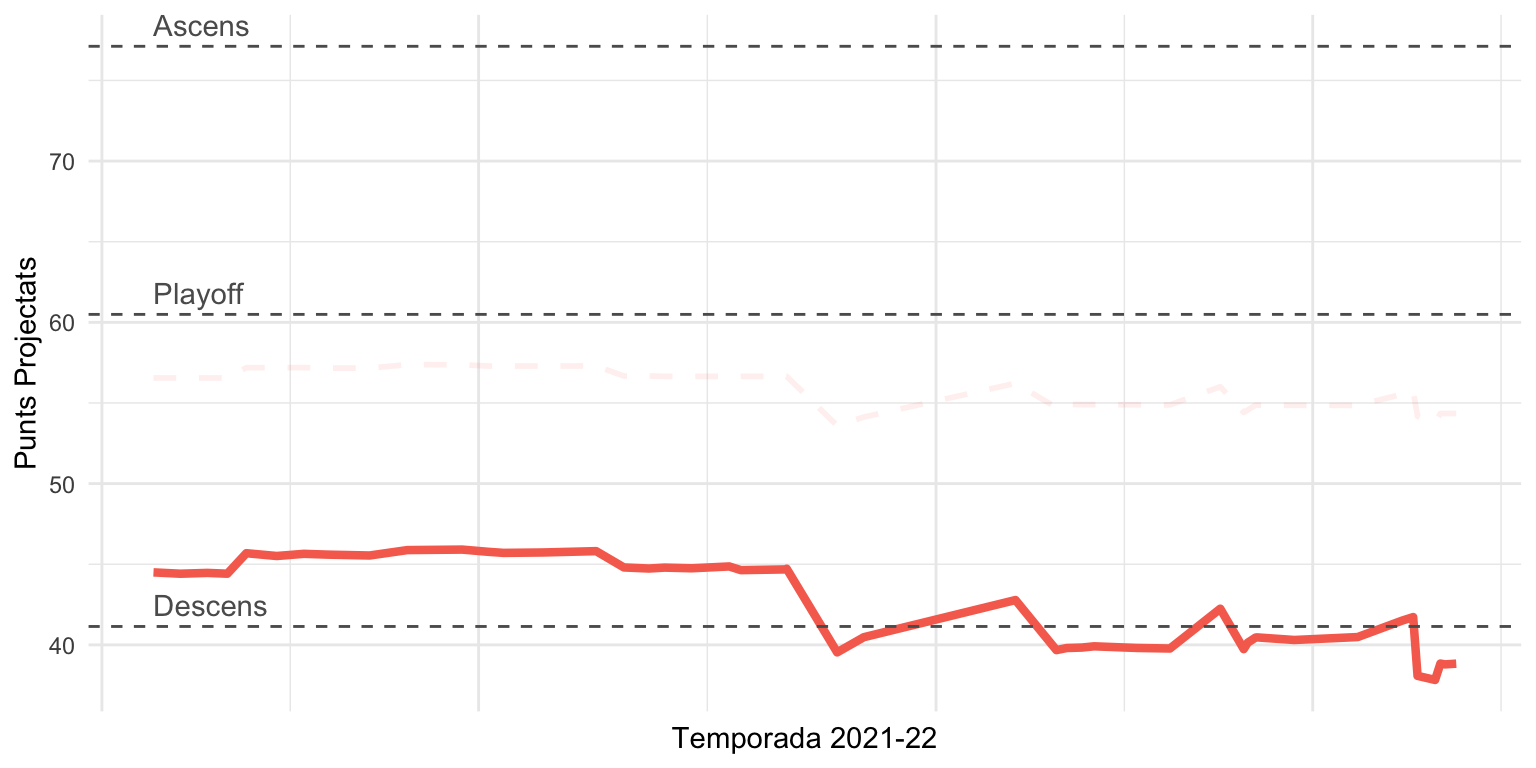 Ascens
70
Playoff
60
50
Descens
40
Punts Projectats
Temporada 2021-22